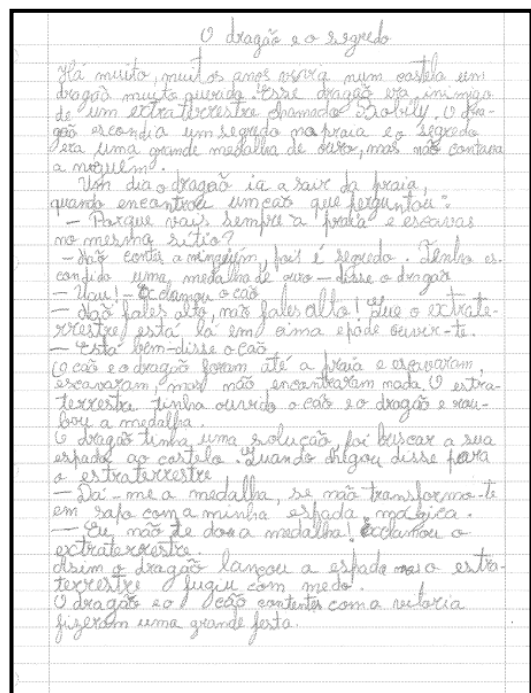 O dragão e o segredo
Há muito, muitos anos vivia num castelo um
dragão muito querido. Esse dragão era inimigo
de um extraterrestre chamado Bobily. O dra-
gão escondia um segredo na praia e o segredo
era uma grande medalha de ouro, mas não contava
a niguém.
Um dia o dragão ia a sair da praia,
quando encontrou um cão que perguntou:
— Porque vais sempre à praia e escavas
no mesmo sítio?
— Não contes a ninguém, pois é segredo. Tenho es-
condido uma medalha de ouro — disse o dragão
— Uau! — Exclamou o cão
— Não fales alto, não fales alto! Que o extrate-
rrestre está lá em cima e pode ouvir-te.
— Está bem - disse o cão
O cão e o dragão foram até a praia e escavaram,
escavaram, mas não encontraram nada. O estra-
terrestre tinha ouvido o cão e o dragão e rou-
bou a medalha.
O dragão tinha uma solução foi buscar a sua
espada ao castelo. Quando chegou disse para
o estraterrestre
— Dá-me a medalha, se não transformo-te
em sapo com a minha espada mágica.
— Eu não te dou a medalha! Exclamou o
extraterrestre.
Assim o dragão lançou a espada o estra-
terrestre fugiu com medo.
O dragão e o cão contentes com a vitoria
fizeram uma grande festa.